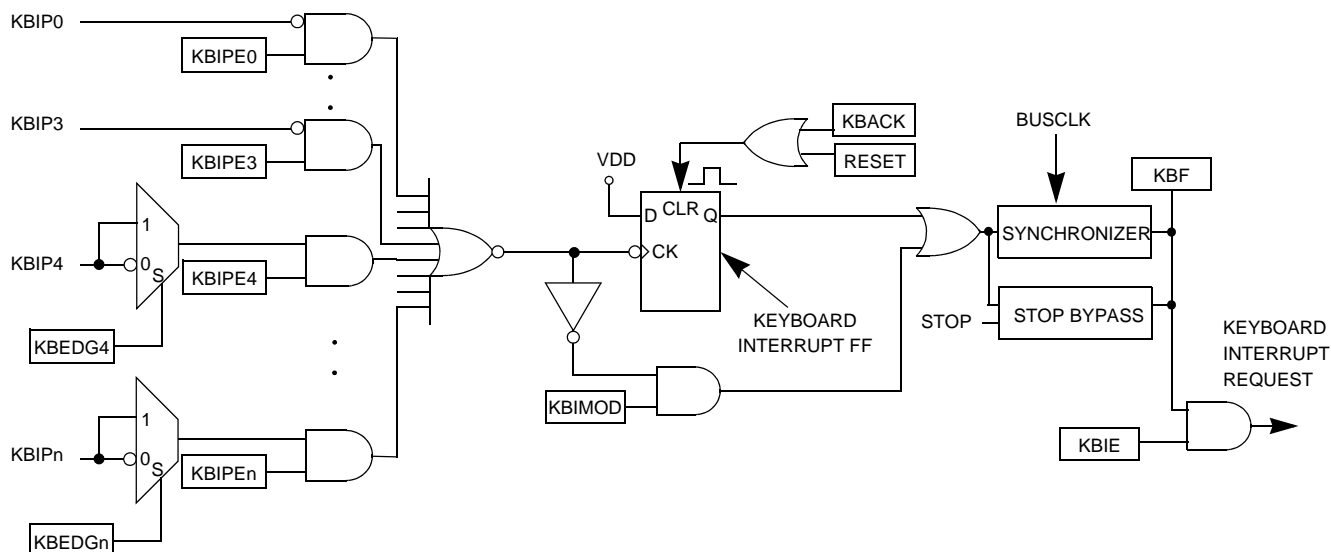 KBIP0
KBIPE0
KBIP3
KBIPE3
1
0
S
KBIP4
KBIPE4
KBEDG4
1
0
S
KBIPn
KBIPEn
KBEDGn
VDD
D
CLR
Q
CK
KBACK
RESET
KEYBOARD
INTERRUPT FF
KBIMOD
BUSCLK
SYNCHRONIZER
KBF
STOP
STOP BYPASS
KBIE
KEYBOARD
INTERRUPT
REQUEST